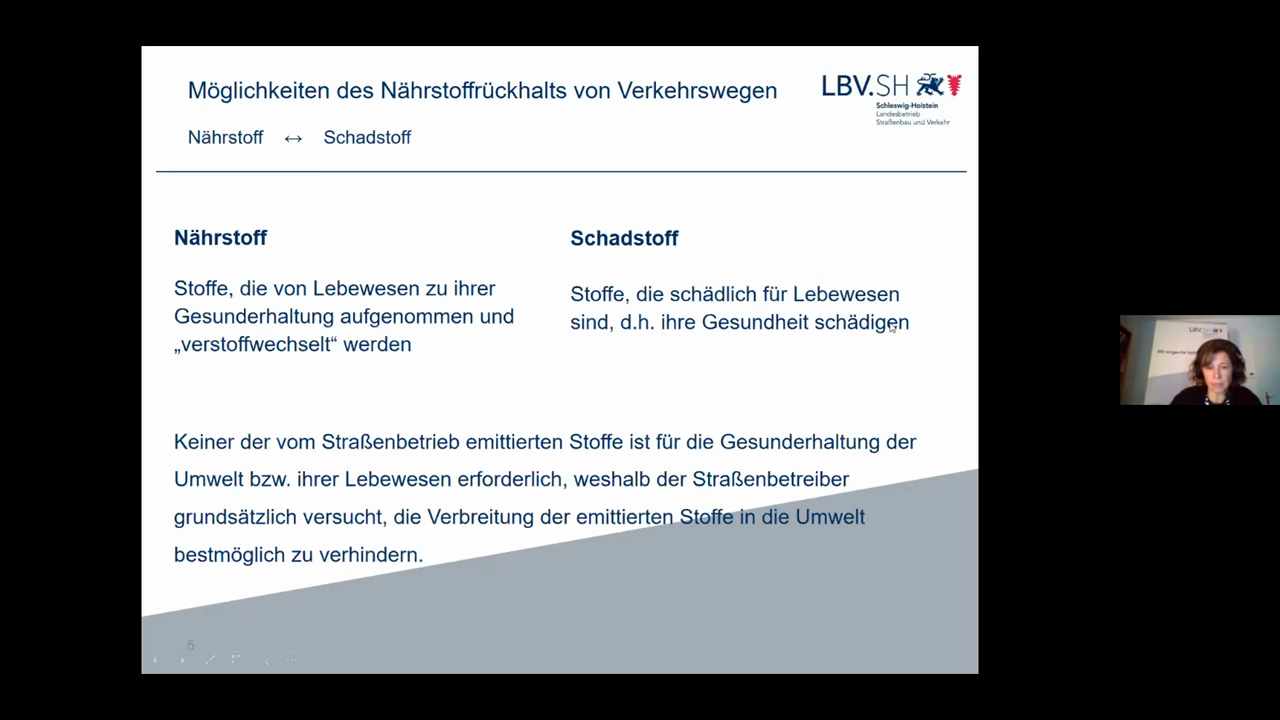 Möglichkeiten des Nährstoffrückhalts von Verkehrswegen
LBV.SH
Schleswig-Holstein
Landesbetrieb
Straßenbau und Verkehr
Nährstoff ↔ Schadstoff
Nährstoff
Stoffe, die von Lebewesen zu ihrer
Gesunderhaltung aufgenommen und
„verstoffwechselt“ werden
Schadstoff
Stoffe, die schädlich für Lebewesen
sind, d.h. ihre Gesundheit schädigen
Keiner der vom Straßenbetrieb emittierten Stoffe ist für die Gesunderhaltung der
Umwelt bzw. ihrer Lebewesen erforderlich, weshalb der Straßenbetreiber
grundsätzlich versucht, die Verbreitung der emittierten Stoffe in die Umwelt
bestmöglich zu verhindern.
5
LBV.SH